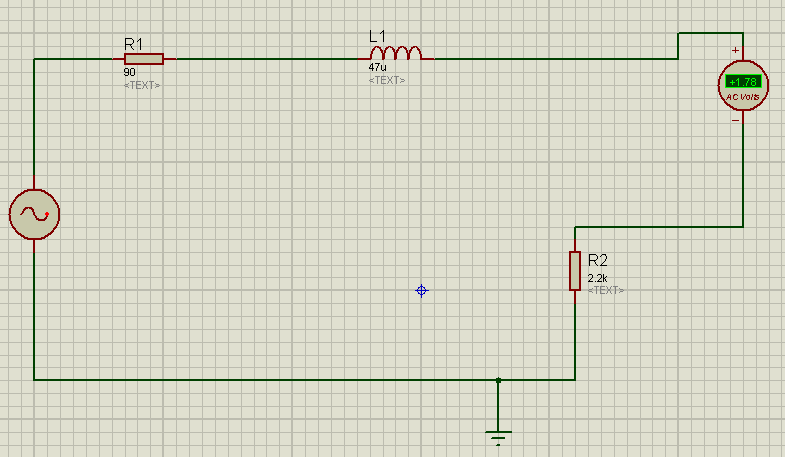 R1
90
<TEXT>
L1
47u
<TEXT>
+
+1.78
AC Volts
−
R2
2.2k
<TEXT>